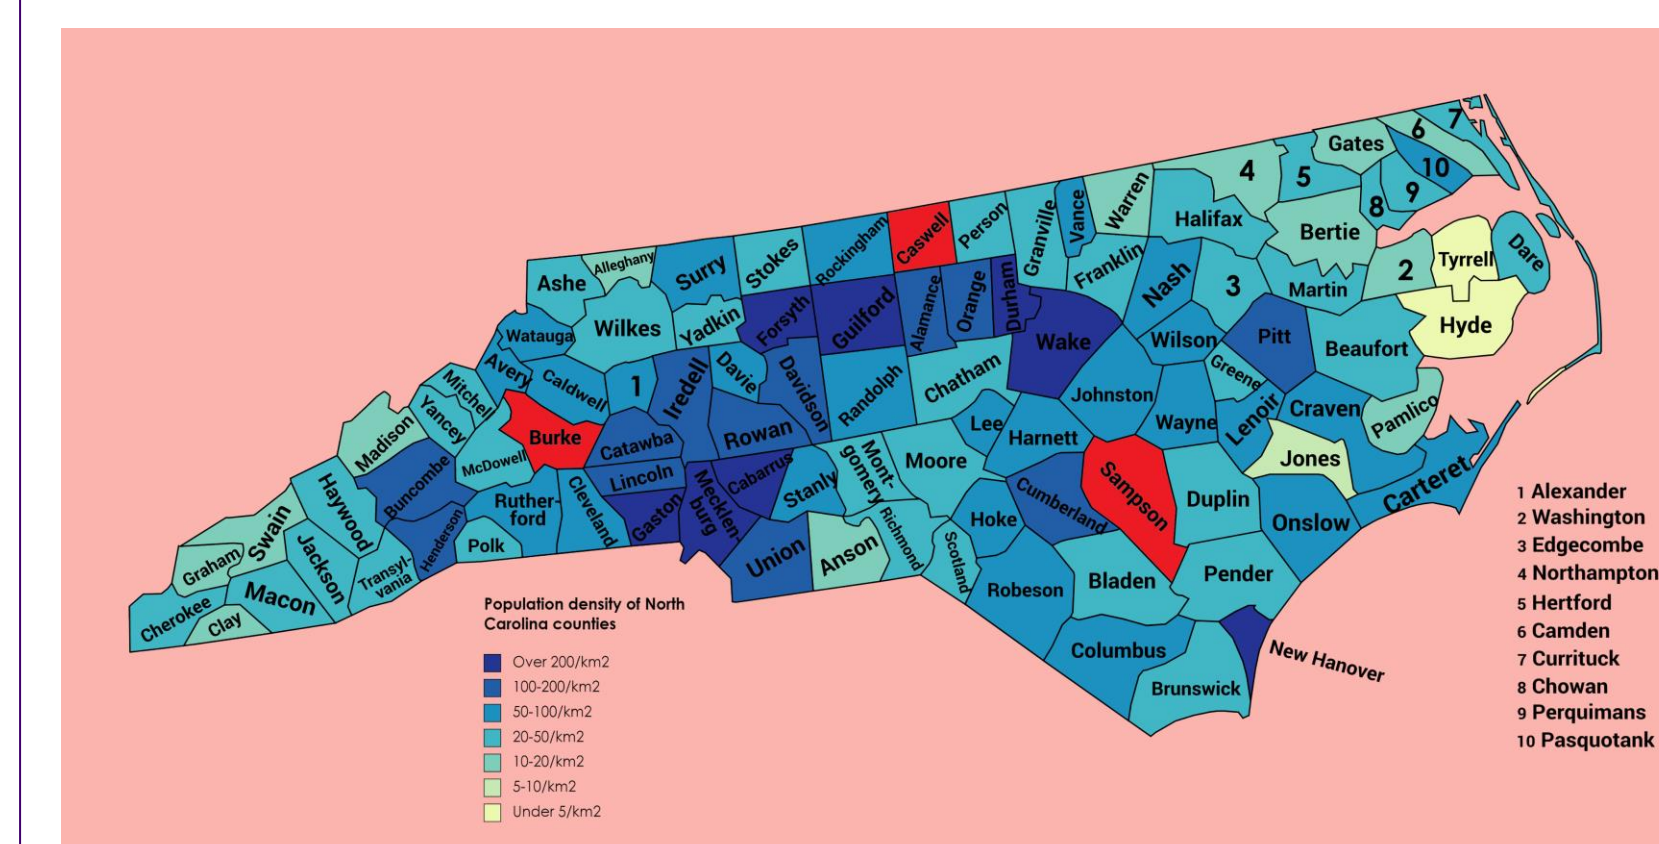 7
6
Gates
4
10
5
9
Warren
8
Vance
Halifax
Granville
Person
Caswell
Rockingham
Bertie
Stokes
Surry
Alleghany
Ashe
Franklin
Nash
3
Martin
2
Tyrrell
Dare
Durham
Orange
Alamance
Guilford
Forsyth
Yadkin
Wilkes
Watauga
Wake
Wilson
Pitt
Hyde
Beaufort
Greene
Avery
Caldwell
1
Iredell
Davie
Davidson
Randolph
Chatham
Johnston
Wayne
Lenoir
Craven
Pamlico
Mitchell
Yancey
Madison
Burke
Catawba
Rowan
Lee
Harnett
Jones
McDowell
Buncombe
Lincoln
Cabarrus
Mecklen-
burg
Stanly
Mont-
gomery
Moore
Sampson
Duplin
Carteret
Haywood
Swain
Henderson
Ruther-
ford
Cleveland
Gaston
Union
Anson
Richmond
Hoke
Cumberland
Onslow
Graham
Jackson
Transyl-
vania
Polk
Scotland
Robeson
Bladen
Pender
Cherokee
Clay
Macon
Columbus
Brunswick
New Hanover
Population density of North
Carolina counties
Over 200/km2
100-200/km2
50-100/km2
20-50/km2
10-20/km2
5-10/km2
Under 5/km2
1 Alexander
2 Washington
3 Edgecombe
4 Northampton
5 Hertford
6 Camden
7 Currituck
8 Chowan
9 Perquimans
10 Pasquotank